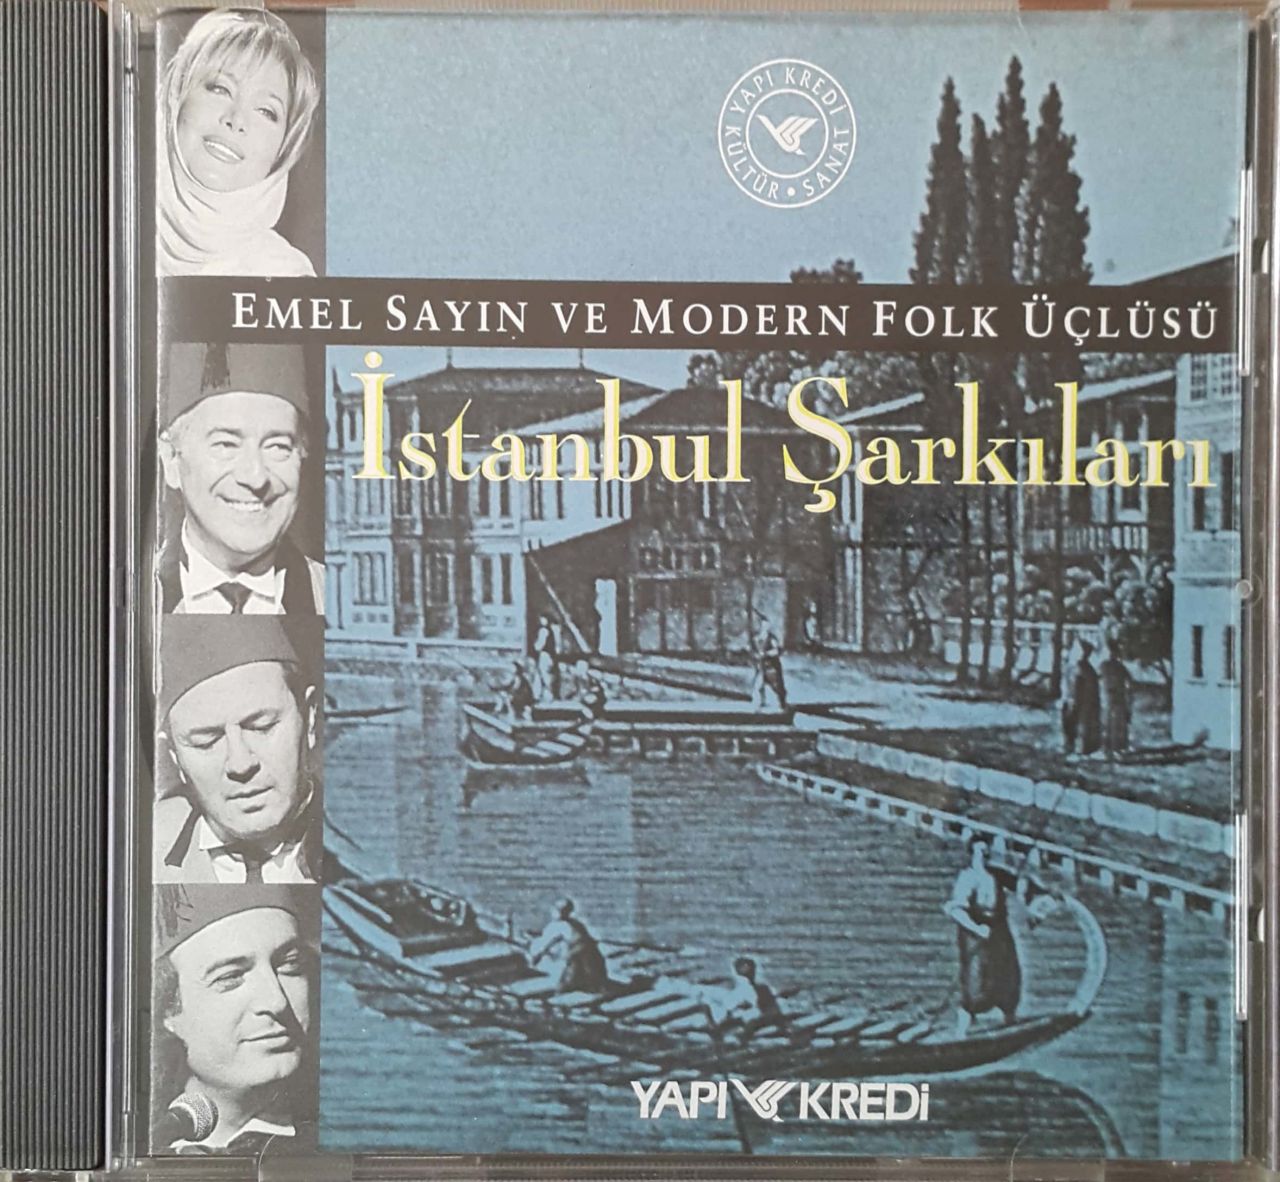 YAPI KREDİ
KÜLTÜR • SANAT
EMEL SAYIN VE MODERN FOLK ÜÇLÜSÜ
İstanbul Şarkıları
YAPI KREDİ